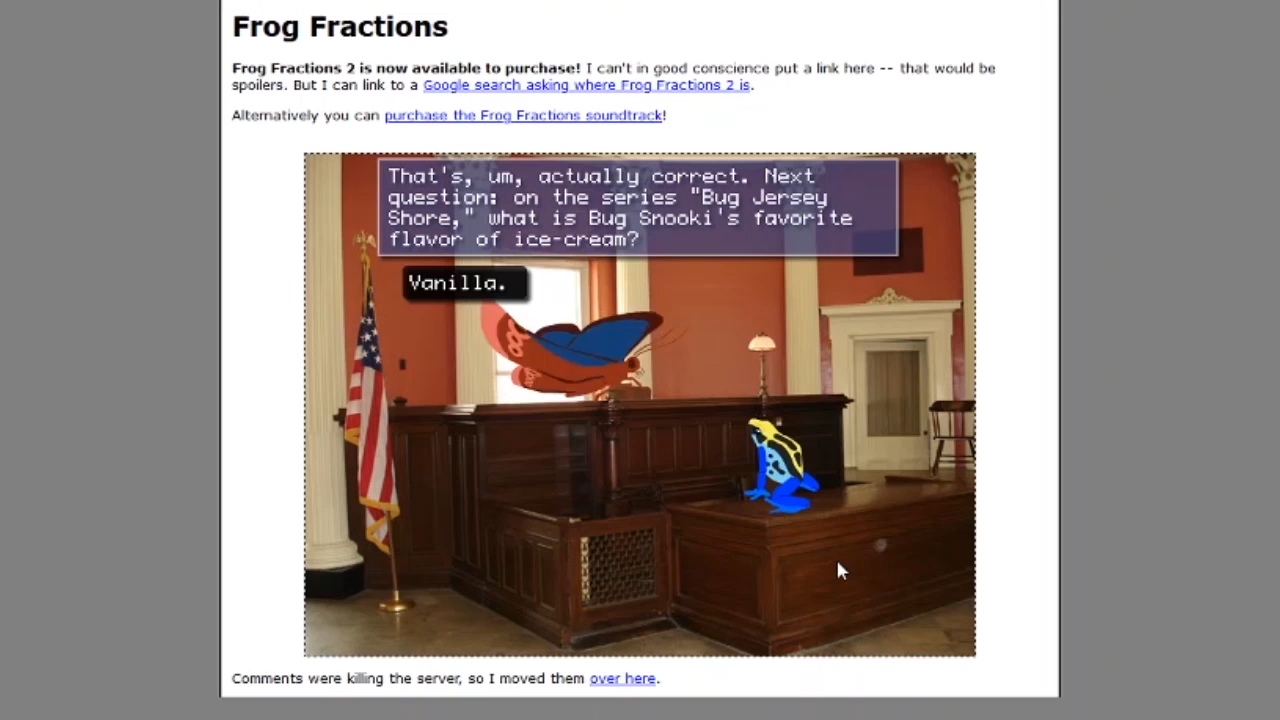 Frog Fractions
Frog Fractions 2 is now available to purchase! I can't in good conscience put a link here -- that would be
spoilers. But I can link to a Google search asking where Frog Fractions 2 is.
Alternatively you can purchase the Frog Fractions soundtrack!
That's, um, actually correct. Next
question: on the series "Bug Jersey
Shore," what is Bug Snooki's favorite
flavor of ice-cream?
Vanilla.
Comments were killing the server, so I moved them over here.